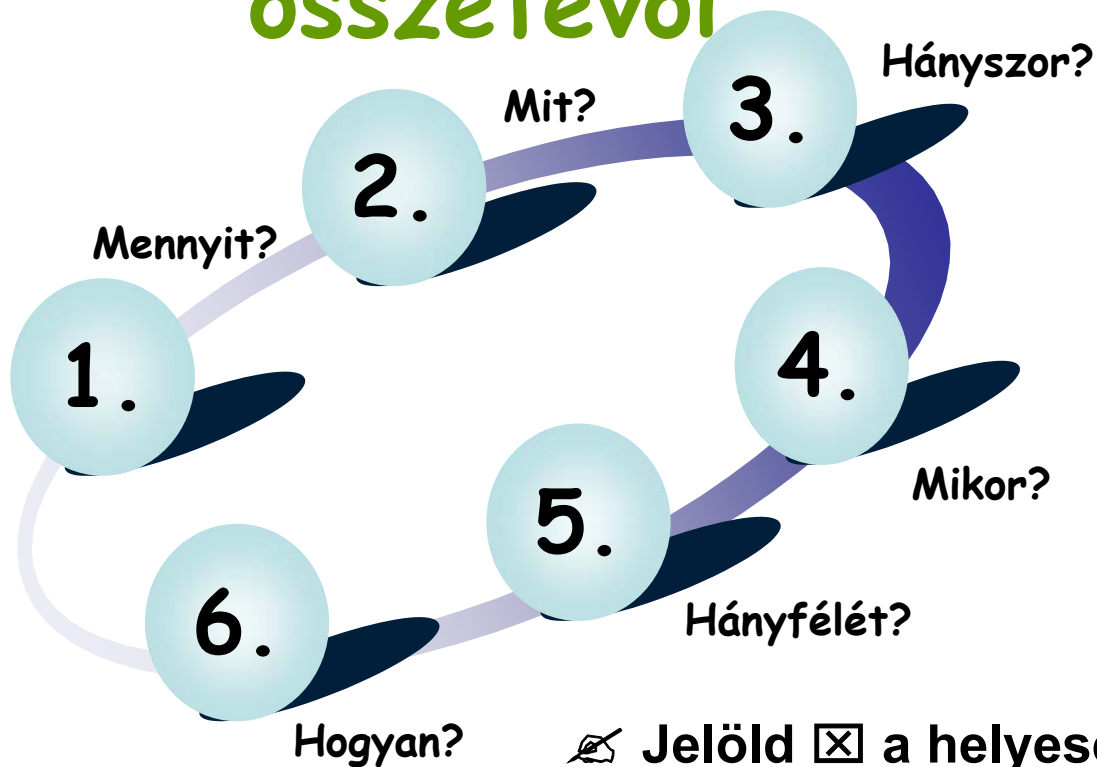 összetevői
Hányszor?
Mit?
3.
2.
Mennyit?
1.
4.
Mikor?
5.
Hányfélét?
6.
Hogyan?
✍ Jelöld ☒ a helyes